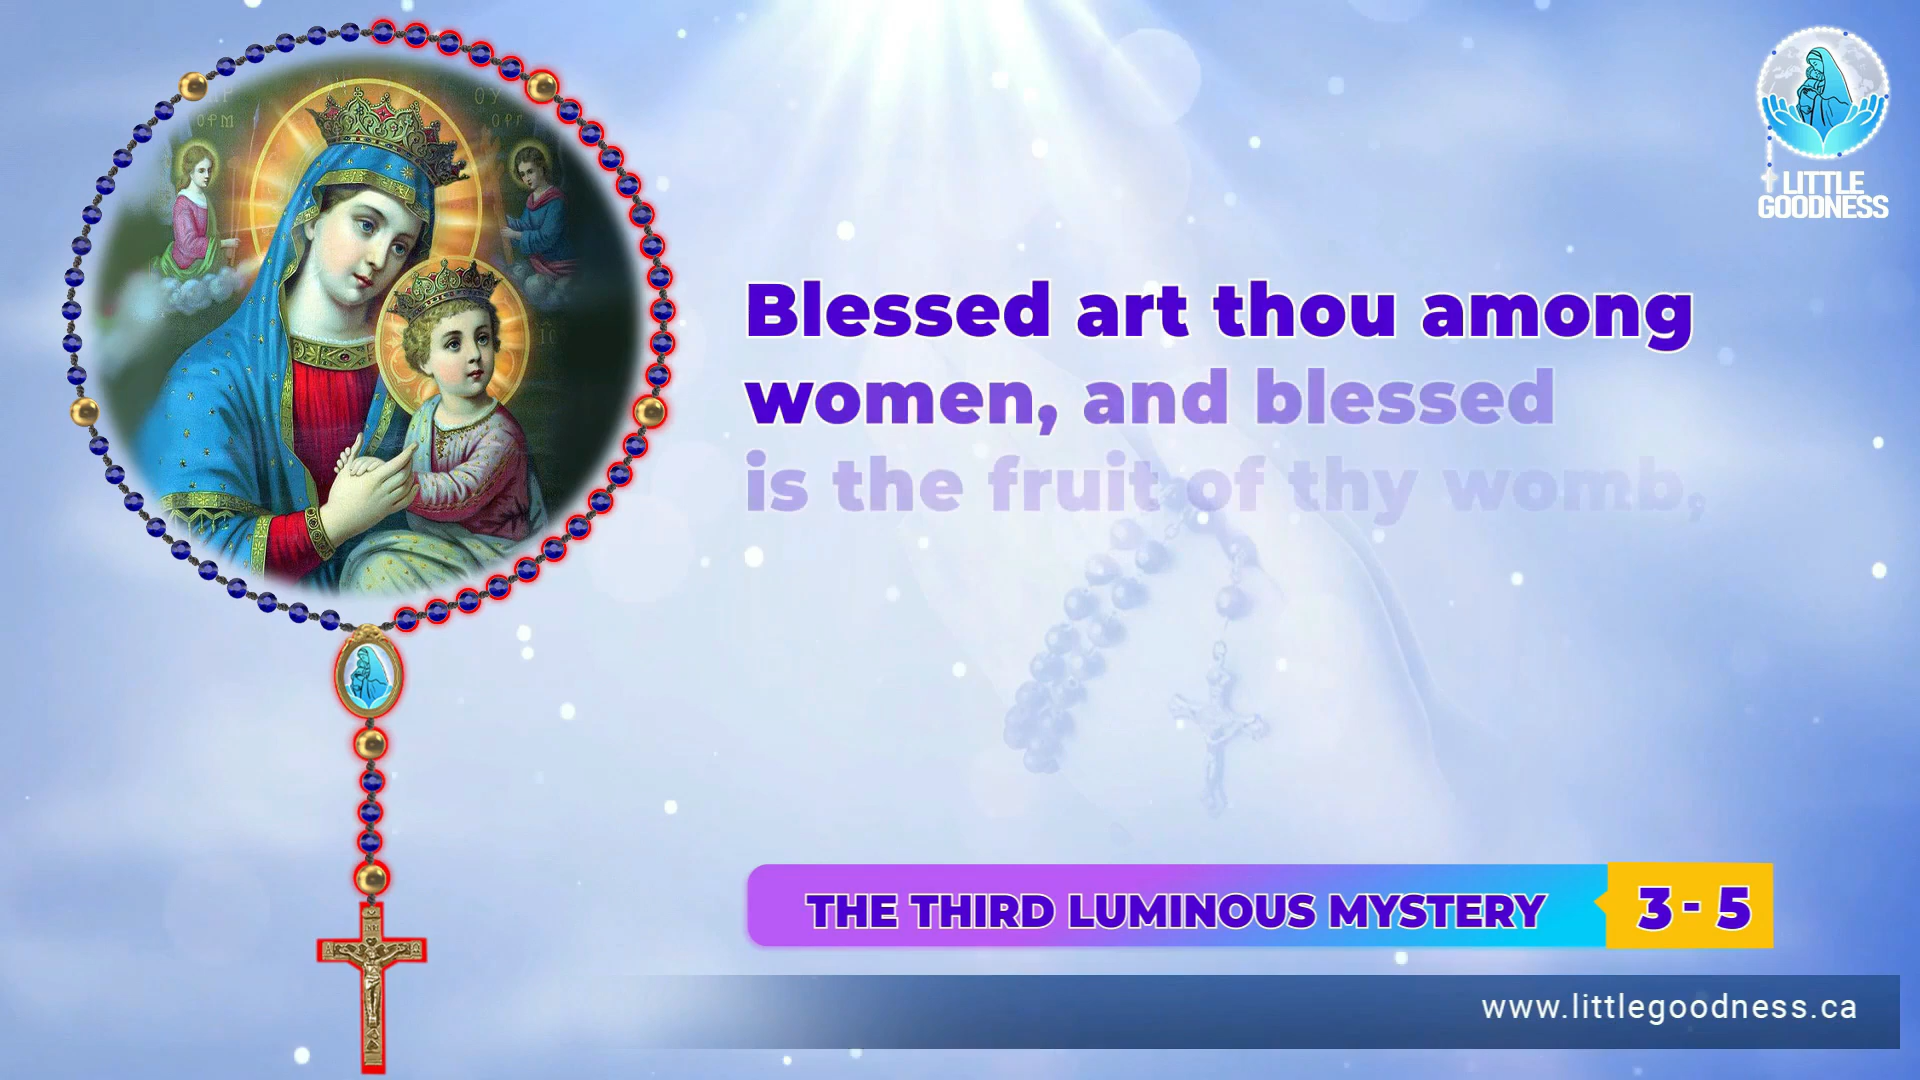 LITTLE
GOODNESS
Blessed art thou among
women, and blessed
is the fruit of thy womb,
THE THIRD LUMINOUS MYSTERY
3 - 5
www.littlegoodness.ca
INRI